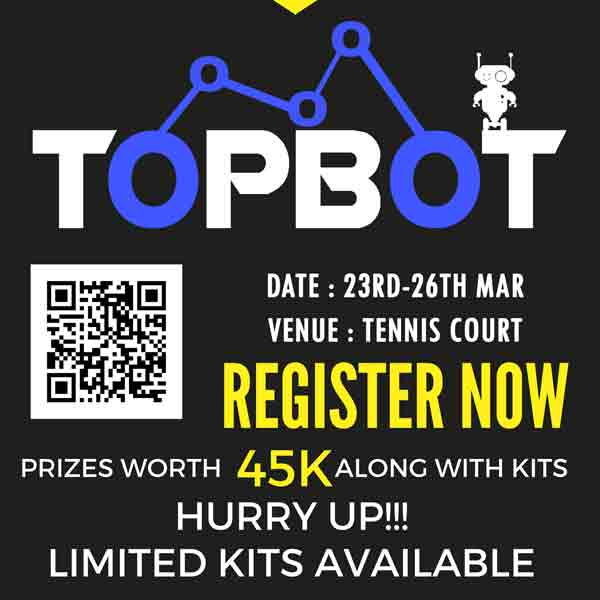 TOPBOT
DATE : 23RD-26TH MAR
VENUE : TENNIS COURT
REGISTER NOW
PRIZES WORTH 45K ALONG WITH KITS
HURRY UP!!!
LIMITED KITS AVAILABLE